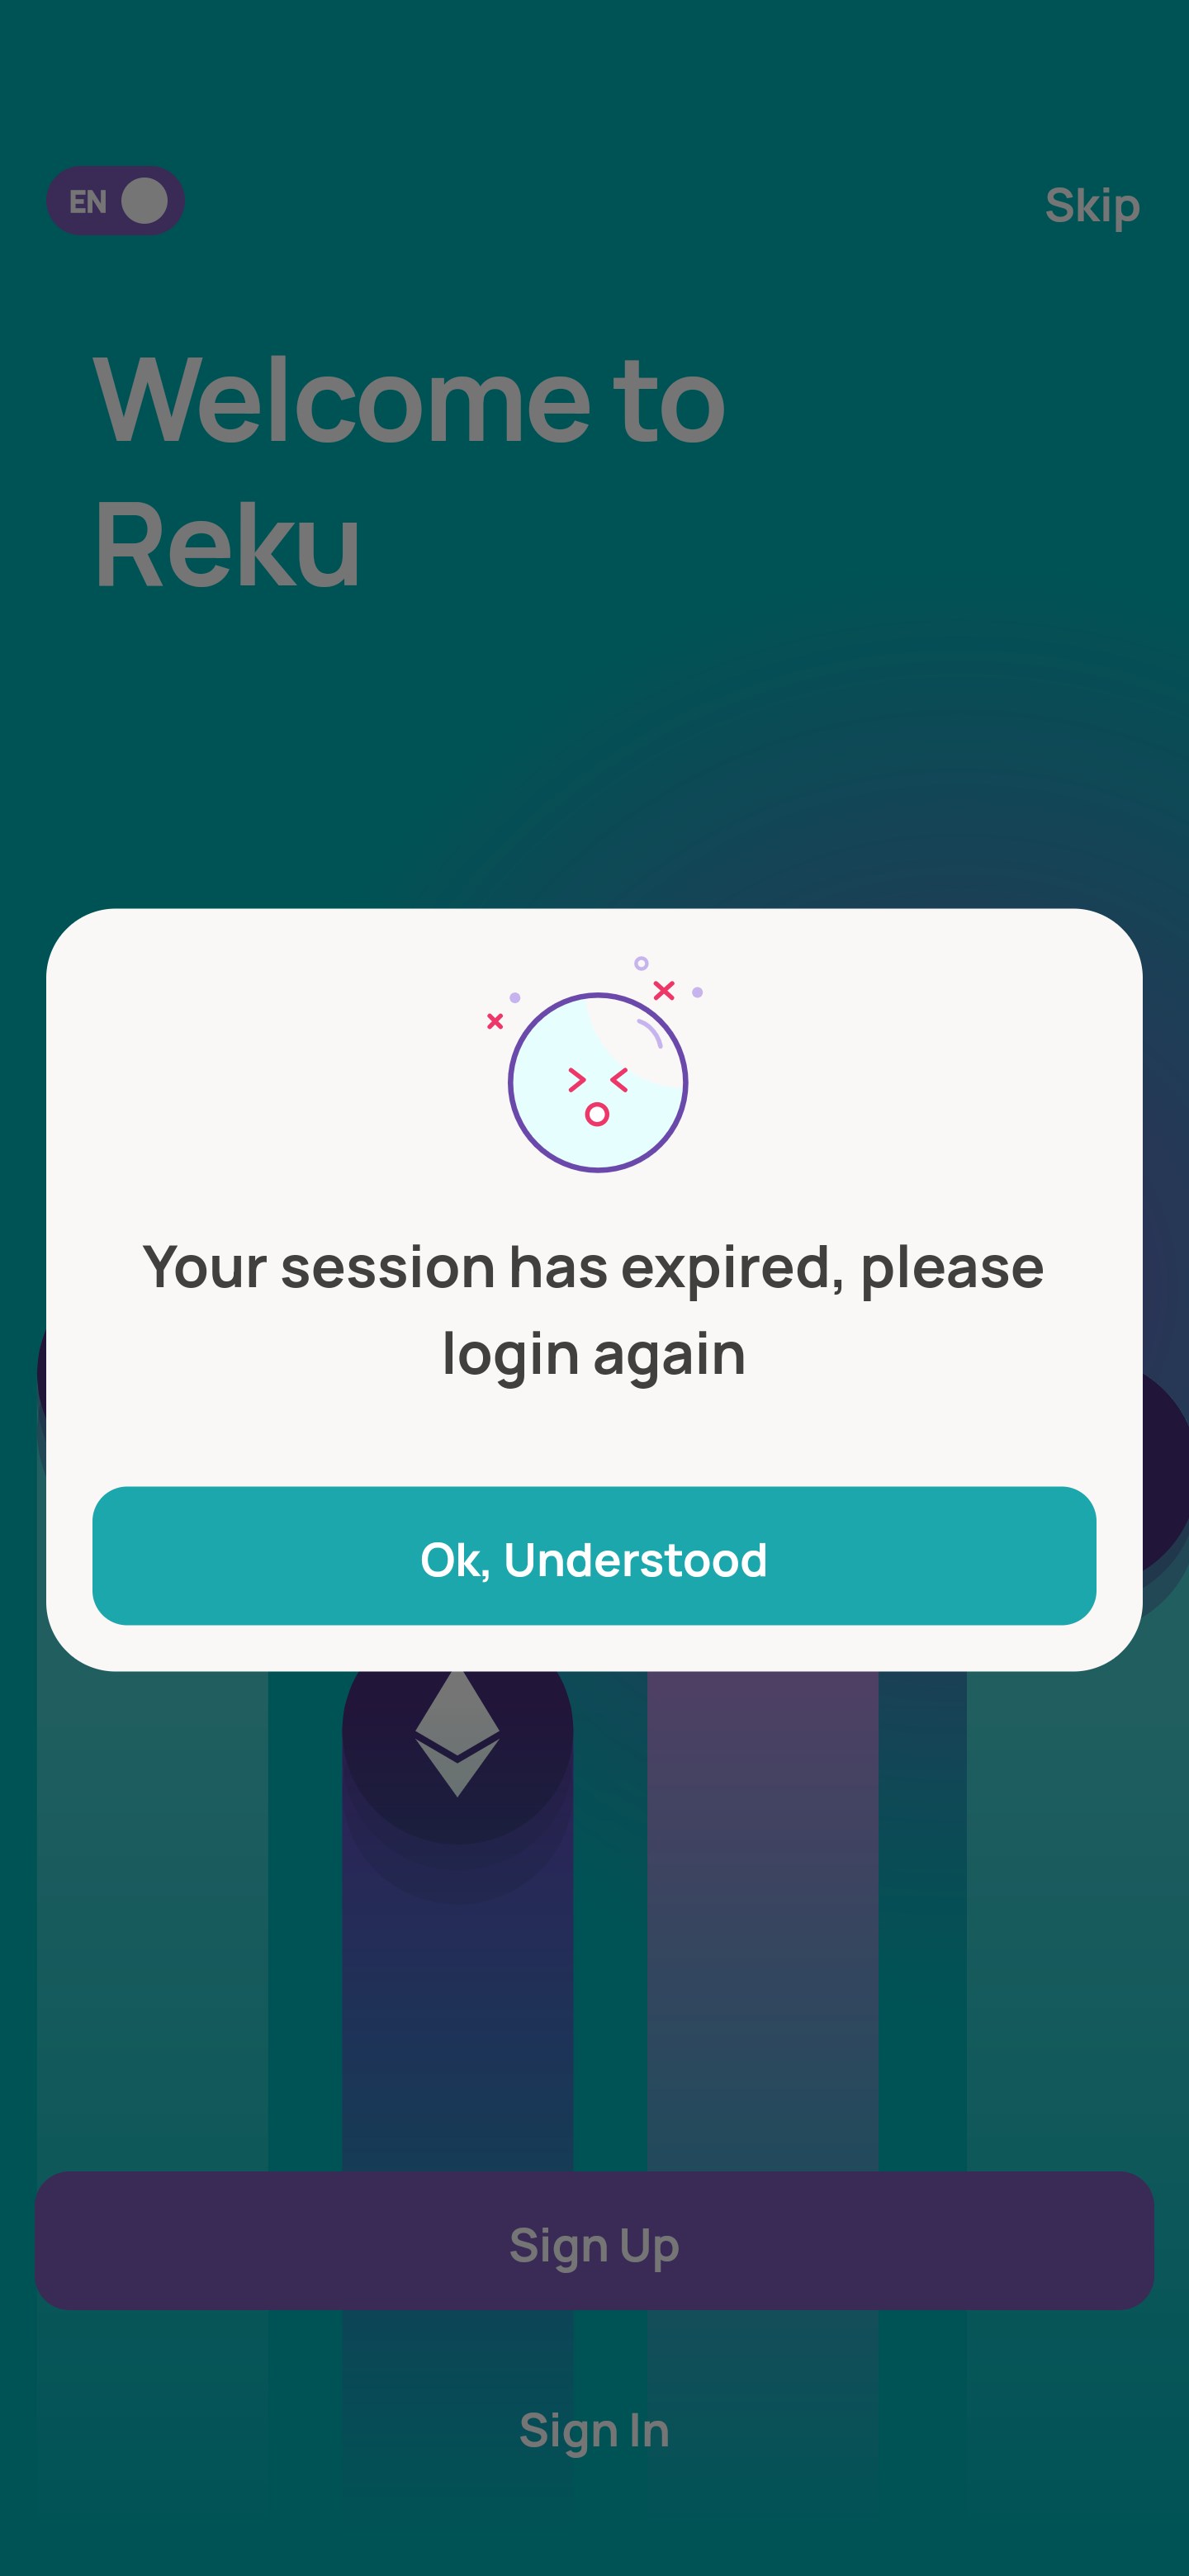 EN
Skip
Welcome to
Reku
Your session has expired, please
login again
Ok, Understood
Sign Up
Sign In